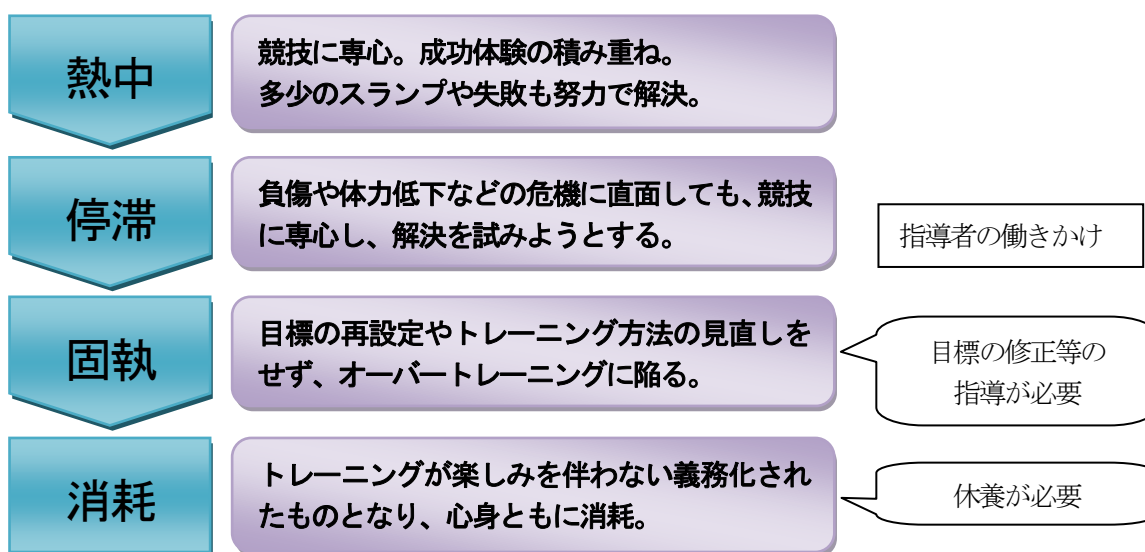 熱中
競技に専心。成功体験の積み重ね。
多少のスランプや失敗も努力で解決。
停滞
負傷や体力低下などの危機に直面しても、競技
に専心し、解決を試みようとする。
指導者の働きかけ
固執
目標の再設定やトレーニング方法の見直しを
せず、オーバートレーニングに陥る。
目標の修正等の
指導が必要
消耗
トレーニングが楽しみを伴わない義務化され
たものとなり、心身ともに消耗。
休養が必要